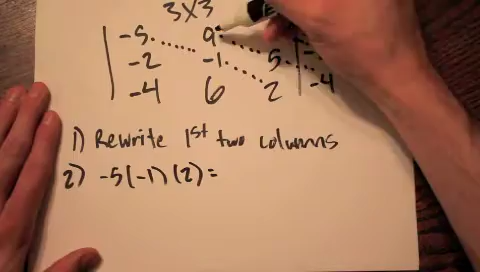 3x3
-5 9
-2 -1 5
-4 6 2 -4
1) Rewrite 1st two columns
2) -5(-1)(2)=